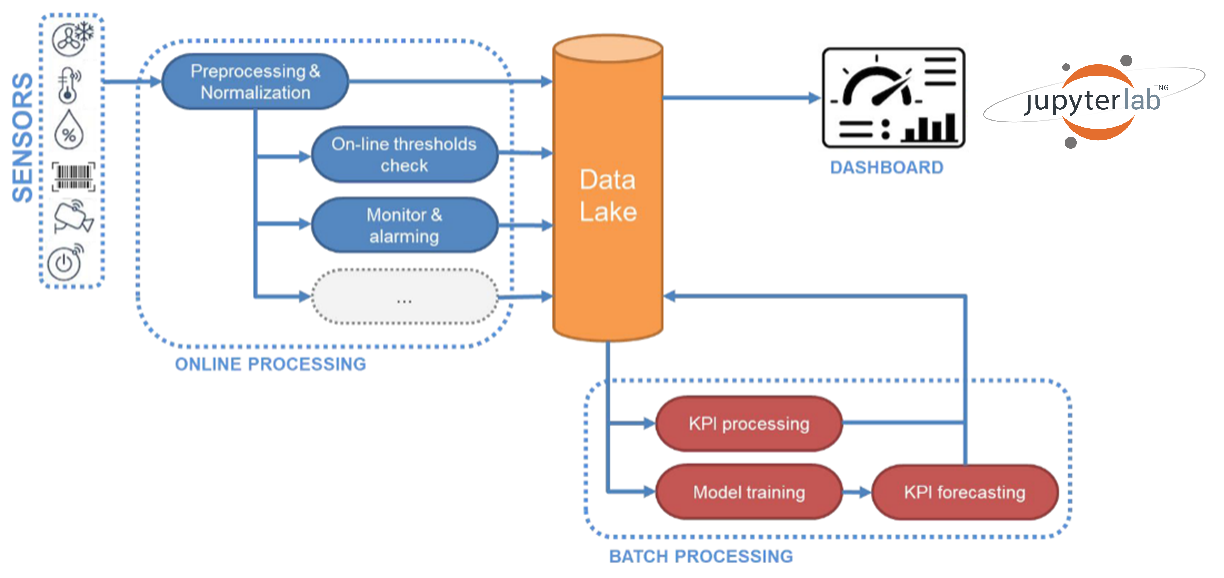 SENSORS
%
Preprocessing &
Normalization
On-line thresholds
check
Monitor &
alarming
...
ONLINE PROCESSING
Data
Lake
DASHBOARD
jupyterlab™NG
KPI processing
Model training
KPI forecasting
BATCH PROCESSING